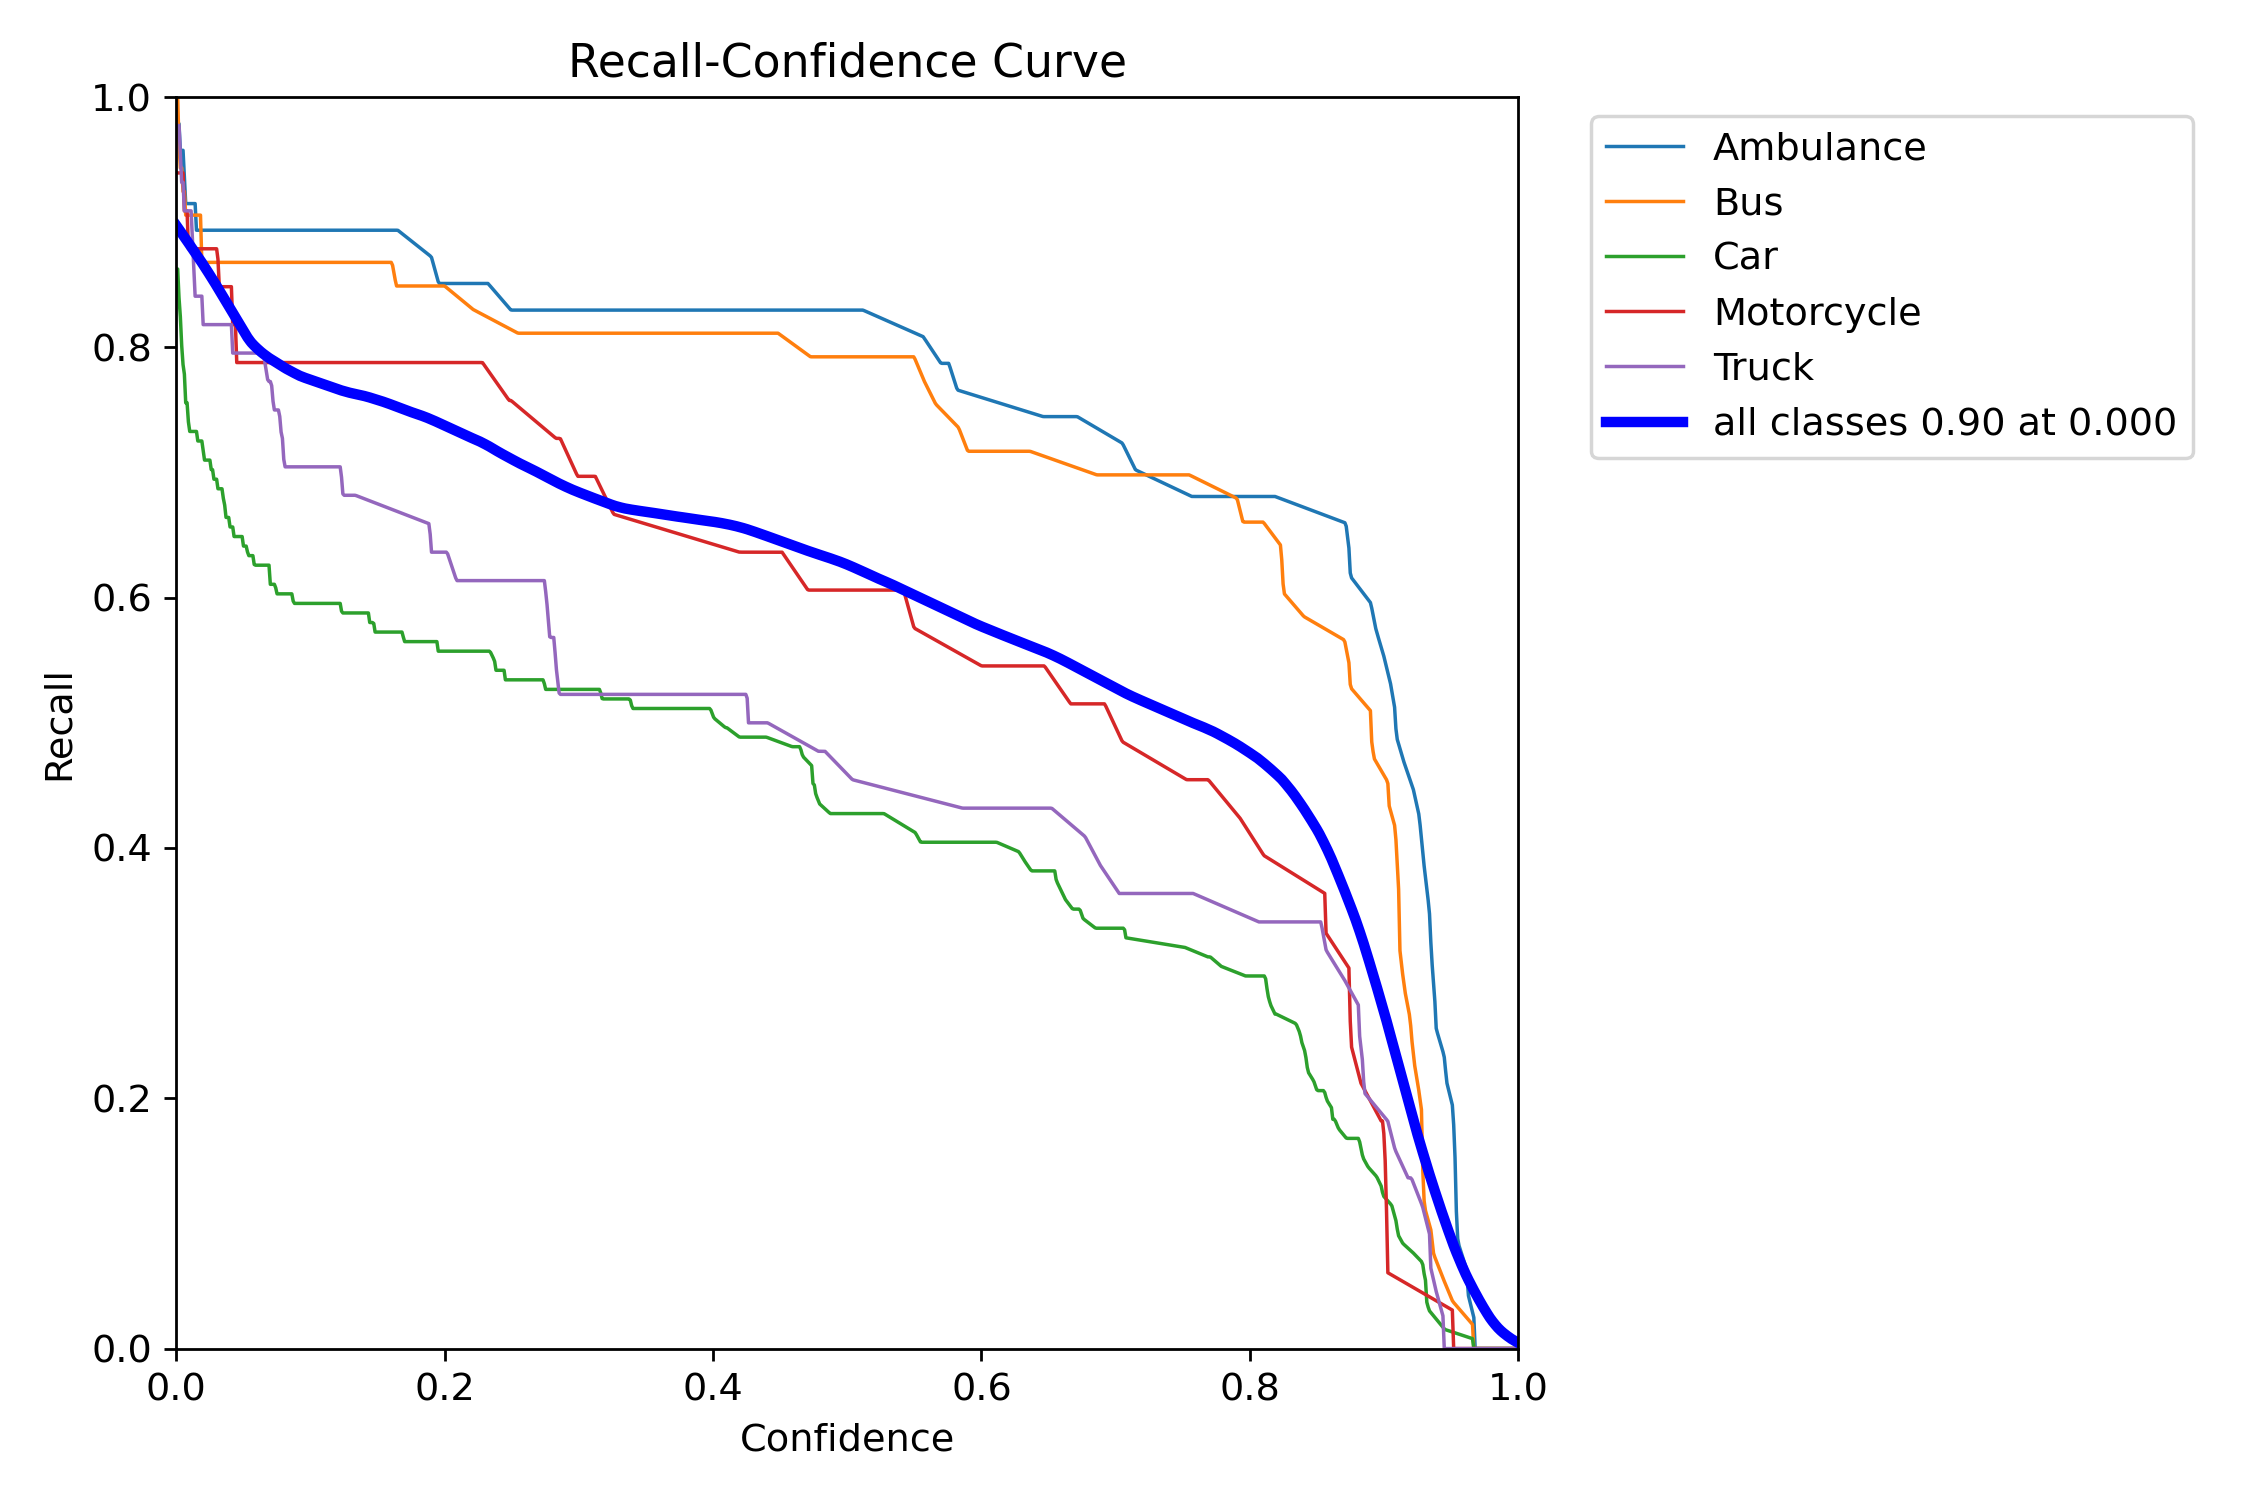 Recall-Confidence Curve
1.0
0.8
0.6
0.4
0.2
0.0
Recall
0.0 0.2 0.4 0.6 0.8 1.0
Confidence
Ambulance
Bus
Car
Motorcycle
Truck
all classes 0.90 at 0.000